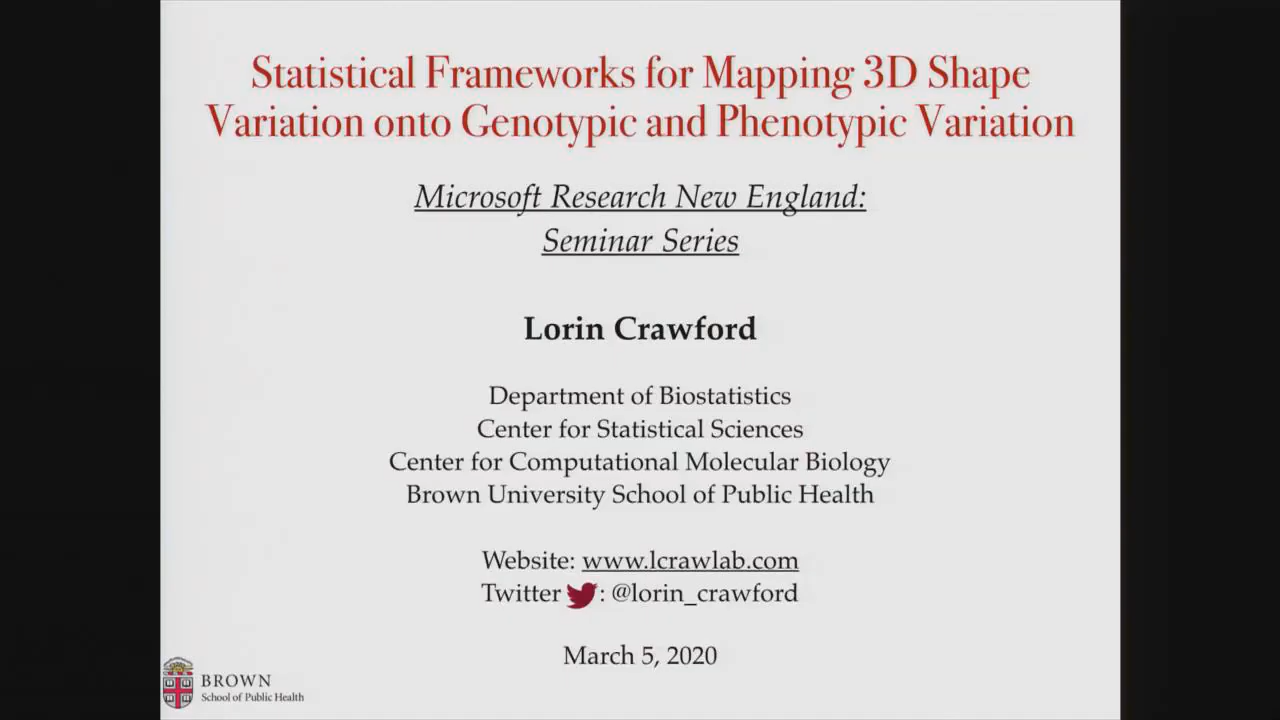 Statistical Frameworks for Mapping 3D Shape
Variation onto Genotypic and Phenotypic Variation
Microsoft Research New England:
Seminar Series
Lorin Crawford
Department of Biostatistics
Center for Statistical Sciences
Center for Computational Molecular Biology
Brown University School of Public Health
Website: www.lcrawlab.com
Twitter : @lorin_crawford
March 5, 2020
BROWN
School of Public Health